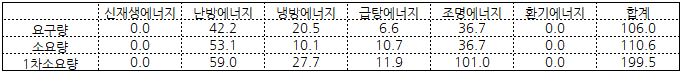 신재생에너지 난방에너지 냉방에너지 급탕에너지 조명에너지 환기에너지 합계
요구량 0.0 42.2 20.5 6.6 36.7 0.0 106.0
소요량 0.0 53.1 10.1 10.7 36.7 0.0 110.6
1차소요량 0.0 59.0 27.7 11.9 101.0 0.0 199.5